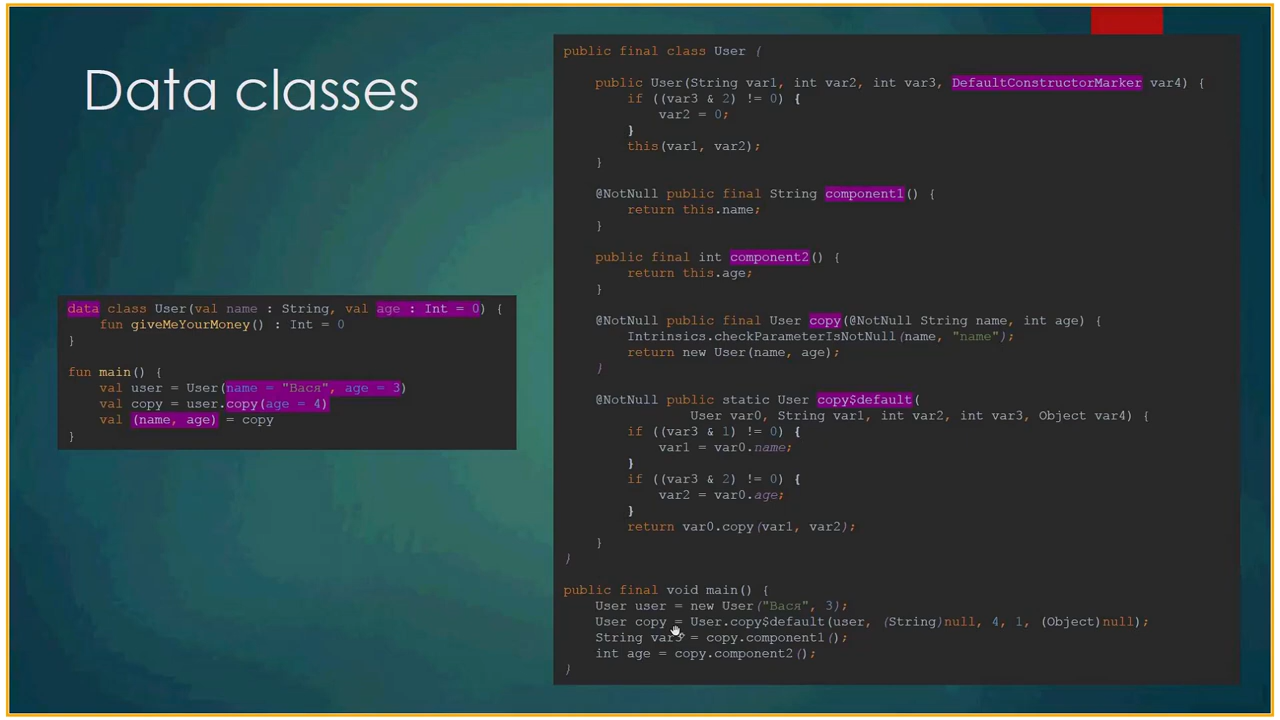 Data classes
data class User(val name : String, val age : Int = 0) {
fun giveMeYourMoney() : Int = 0
}
fun main() {
val user = User(name = "Вася", age = 3)
val copy = user.copy(age = 4)
val (name, age) = copy
}
public final class User {
public User(String var1, int var2, int var3, DefaultConstructorMarker var4) {
if ((var3 & 2) != 0) {
var2 = 0;
}
this(var1, var2);
}
@NotNull public final String component1() {
return this.name;
}
public final int component2() {
return this.age;
}
@NotNull public final User copy(@NotNull String name, int age) {
Intrinsics.checkParameterIsNotNull(name, "name");
return new User(name, age);
}
@NotNull public static User copy$default(
User var0, String var1, int var2, int var3, Object var4) {
if ((var3 & 1) != 0) {
var1 = var0.name;
}
if ((var3 & 2) != 0) {
var2 = var0.age;
}
return var0.copy(var1, var2);
}
}
public final void main() {
User user = new User("Вася", 3);
User copy = User.copy$default(user, (String)null, 4, 1, (Object)null);
String var3 = copy.component1();
int age = copy.component2();
}